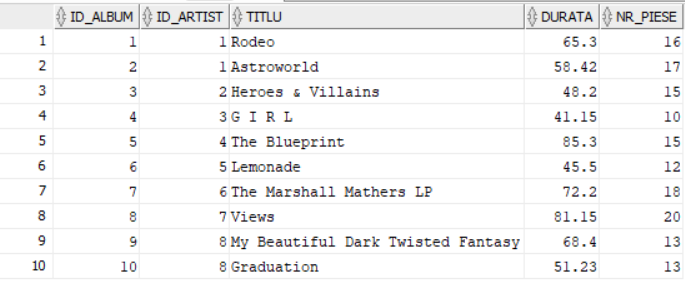 ID_ALBUM ID_ARTIST TITLU DURATA NR_PIESE
1 1 1 Rodeo 65.3 16
2 2 1 Astroworld 58.42 17
3 3 2 Heroes & Villains 48.2 15
4 4 3 G I R L 41.15 10
5 5 4 The Blueprint 85.3 15
6 6 5 Lemonade 45.5 12
7 7 6 The Marshall Mathers LP 72.2 18
8 8 7 Views 81.15 20
9 9 8 My Beautiful Dark Twisted Fantasy 68.4 13
10 10 8 Graduation 51.23 13